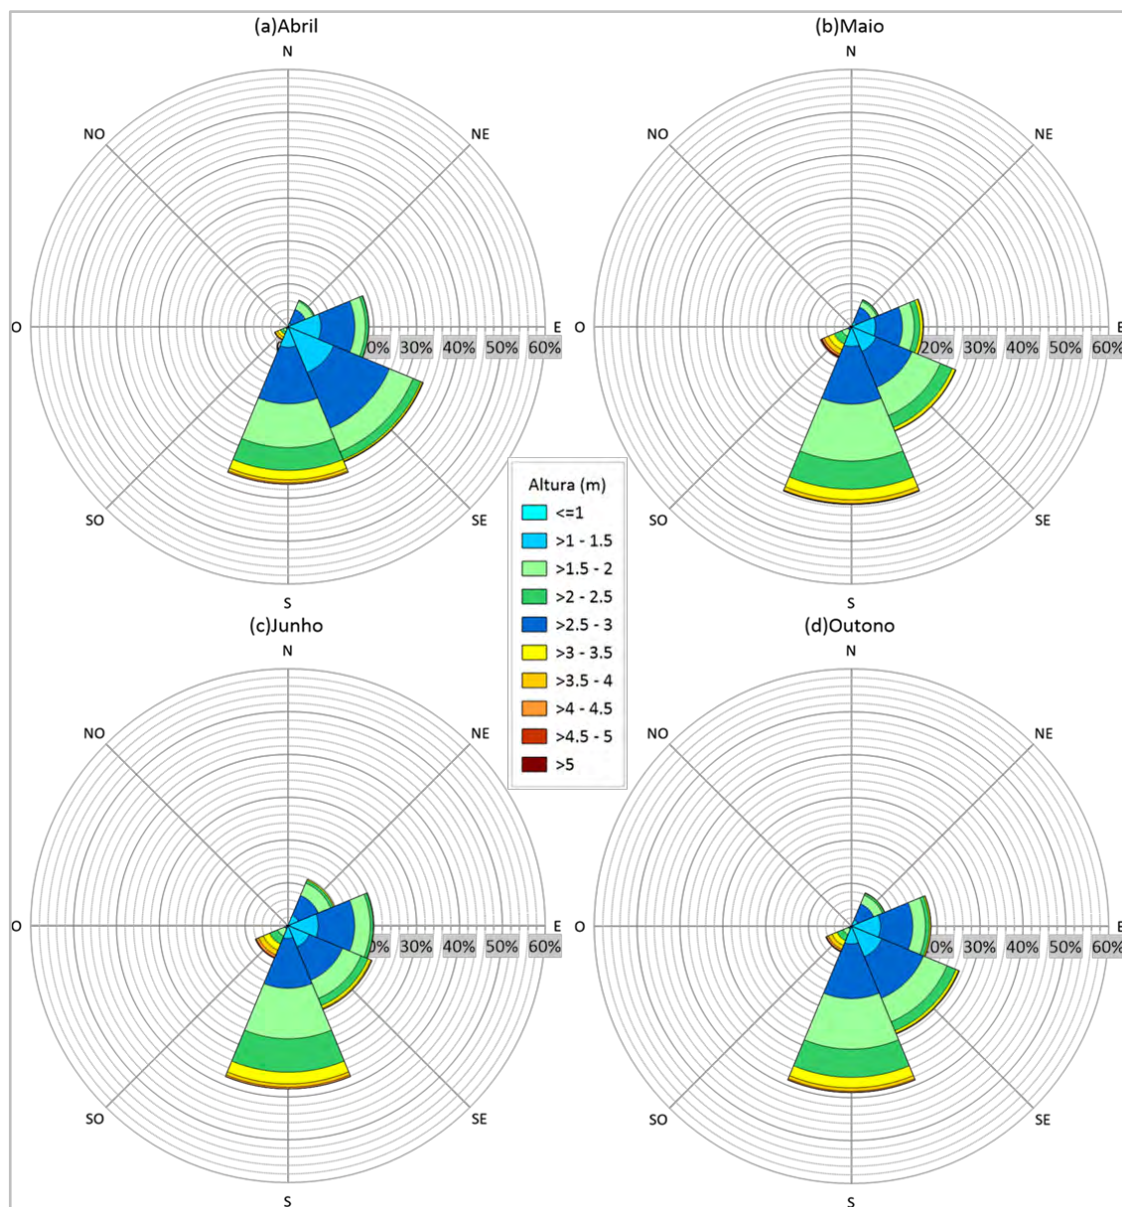 (a)Abril
N
NO
NE
O
E
0% 30% 40% 50% 60%
SO
SE
S
(b)Maio
N
NO
NE
O
E
20% 30% 40% 50% 60%
SO
SE
S
Altura (m)
<=1
>1 - 1.5
>1.5 - 2
>2 - 2.5
>2.5 - 3
>3 - 3.5
>3.5 - 4
>4 - 4.5
>4.5 - 5
>5
(c)Junho
N
NO
NE
O
E
0% 30% 40% 50% 60%
SO
SE
S
(d)Outono
N
NO
NE
O
E
20% 30% 40% 50% 60%
SO
SE
S